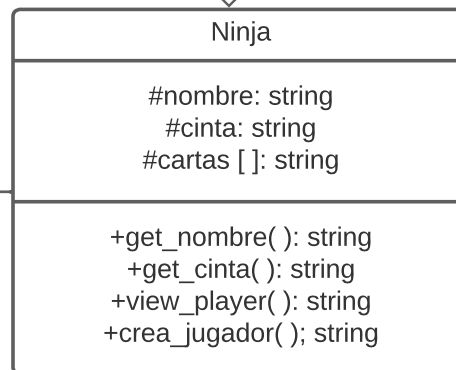 Ninja
#nombre: string
#cinta: string
#cartas [ ]: string
+get_nombre( ): string
+get_cinta( ): string
+view_player( ): string
+crea_jugador( ); string